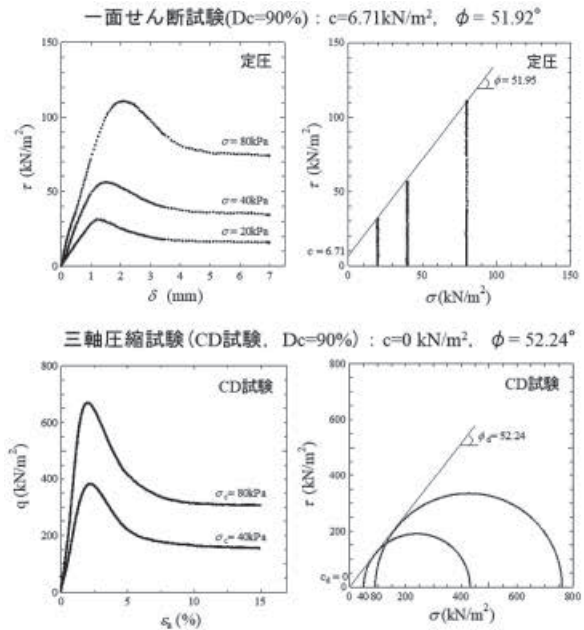 一面せん断試験(Dc=90%) : c=6.71kN/m², ϕ= 51.92°
定圧
τ (kN/m²)
150
100
50
0
σ=80kPa
σ=40kPa
σ=20kPa
0 1 2 3 4 5 6 7
δ (mm)
定圧
τ (kN/m²)
150
100
50
0
ϕ=51.95
c=6.71
0 50 100 150
σ(kN/m²)
三軸圧縮試験(CD試験, Dc=90%) : c=0 kN/m², ϕ= 52.24°
CD試験
q (kN/m²)
800
600
400
200
0
σc=80kPa
σc=40kPa
0 5 10 15
εa(%)
CD試験
τ (kN/m²)
800
600
400
200
0
ϕd=52.24
cd=0
0 40 80 200 400 600 800
σ(kN/m²)